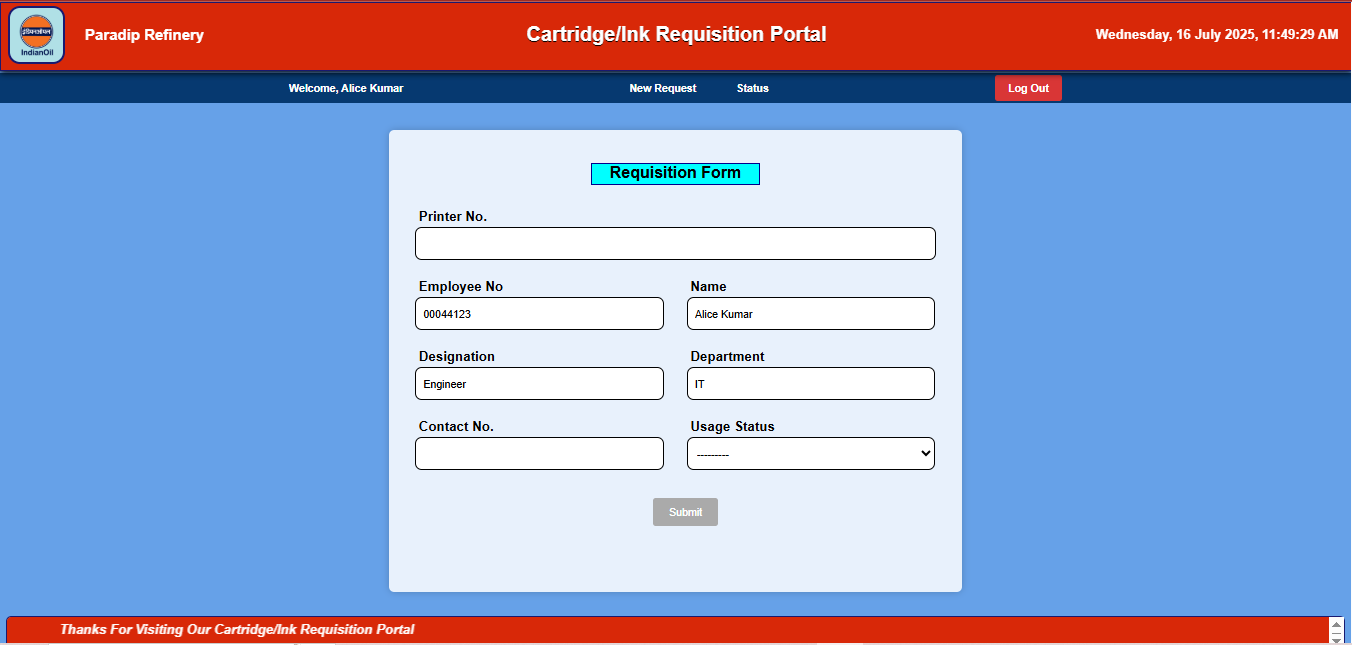 इंडियनऑयल
IndianOil
Paradip Refinery
Cartridge/Ink Requisition Portal
Wednesday, 16 July 2025, 11:49:29 AM
Welcome, Alice Kumar
New Request
Status
Log Out
Requisition Form
Printer No.
Employee No
Name
00044123
Alice Kumar
Designation
Department
Engineer
IT
Contact No.
Usage Status
---------
Submit
Thanks For Visiting Our Cartridge/Ink Requisition Portal